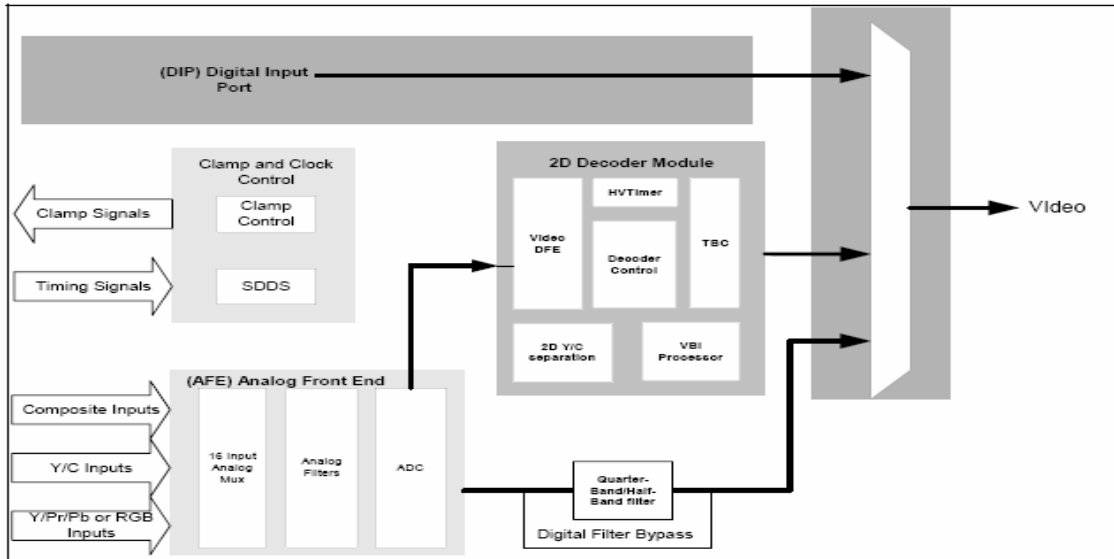 (DIP) Digital Input
Port
Clamp and Clock
Control
Clamp
Control
SDDS
Clamp Signals
Timing Signals
2D Decoder Module
Video
DFE
HVTimer
Decoder
Control
TBC
2D Y/C
separation
VBI
Processor
VIdeo
(AFE) Analog Front End
Composite Inputs
Y/C Inputs
Y/Pr/Pb or RGB
Inputs
16 Input
Analog
Mux
Analog
Filters
ADC
Quarter-
Band/Half-
Band filter
Digital Filter Bypass